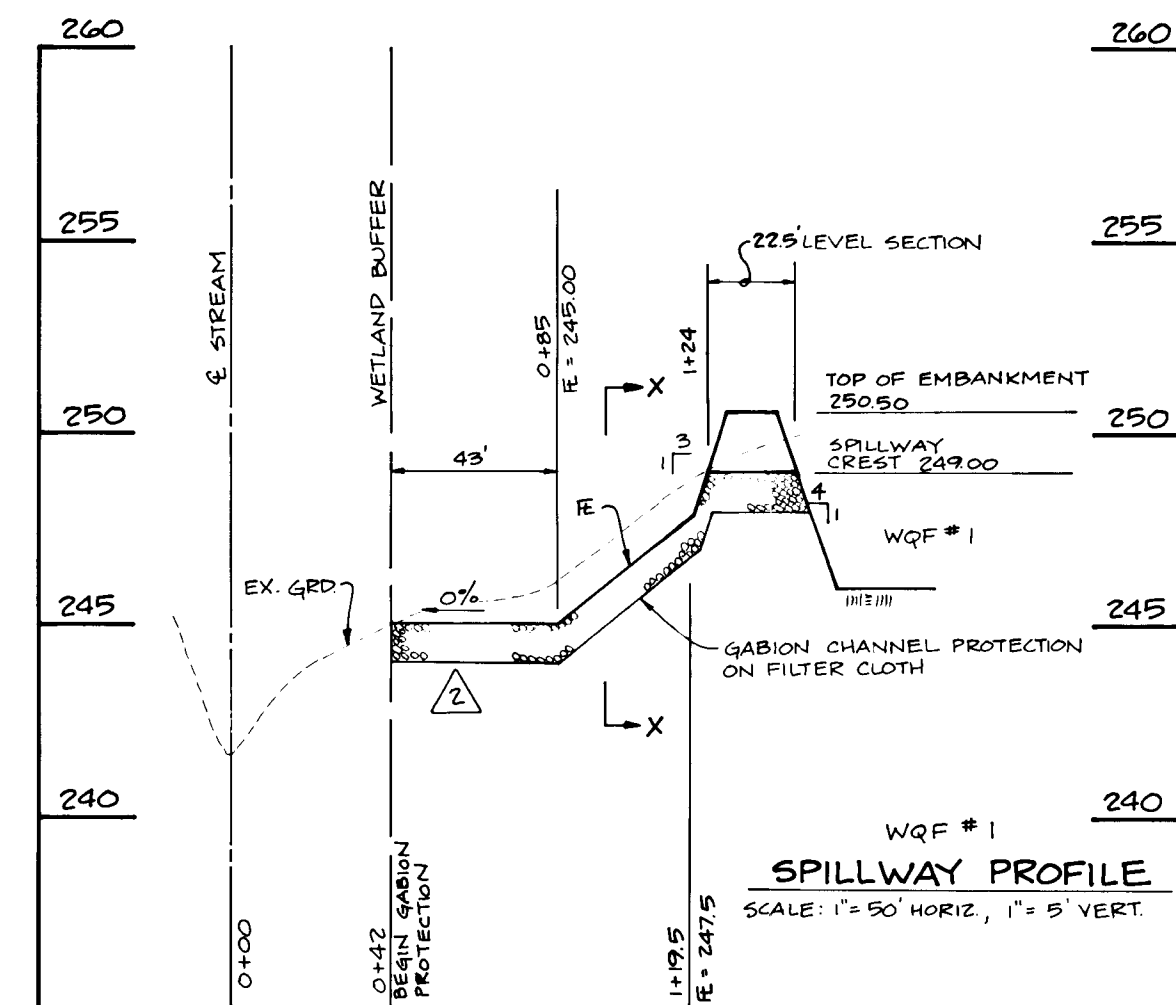 260
260
255
255
250
250
245
245
240
240
℄ STREAM
WETLAND BUFFER
0+85
FE = 245.00
1+24
22.5' LEVEL SECTION
TOP OF EMBANKMENT
250.50
SPILLWAY
CREST 249.00
X
43'
3
1
4
1
FE
WQF #1
EX. GRD.
0%
GABION CHANNEL PROTECTION
ON FILTER CLOTH
2
X
0+00
0+42
BEGIN GABION
PROTECTION
1+19.5
FE = 247.5
WQF #1
SPILLWAY PROFILE
SCALE: 1"= 50' HORIZ., 1"= 5' VERT.